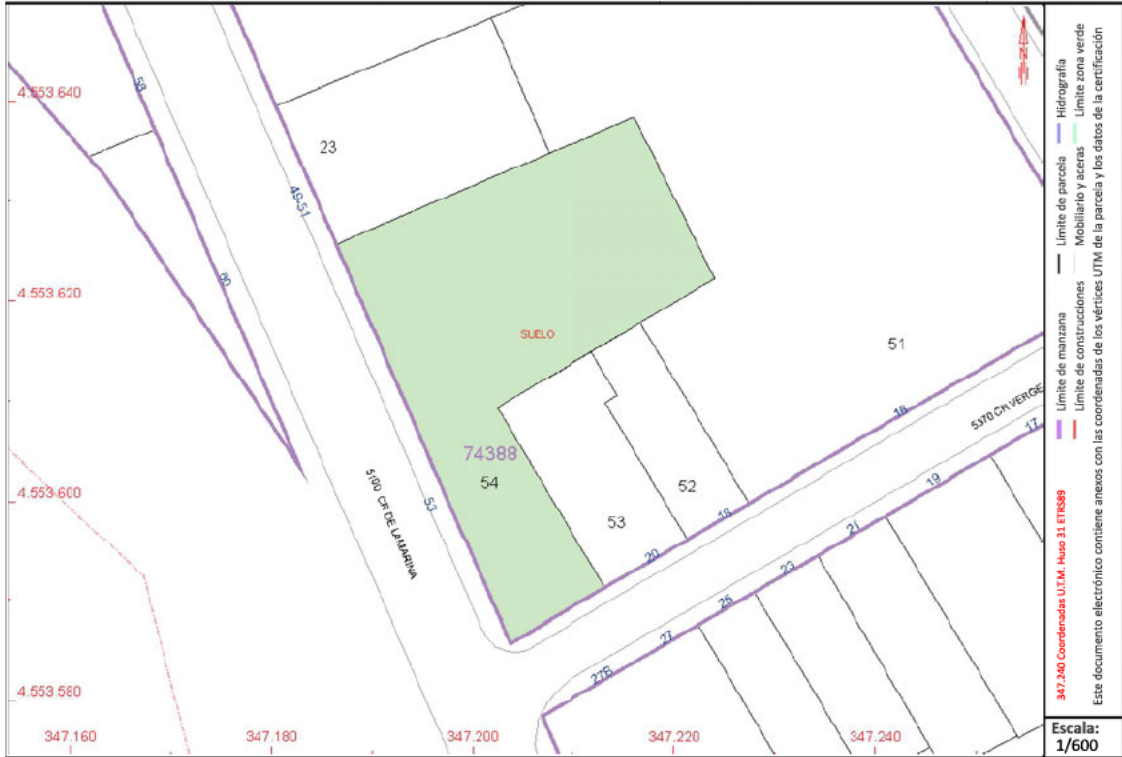 58
4.553.640
23
49-51
60
4.553.620
SUELO
51
5370 CR VERGE
16
17
74388
54
53
5100 CR DE LA MARINA
4.553.600
52
53
18
20
19
21
23
25
27
27B
4.553.580
347.160
347.180
347.200
347.220
347.240
N
347.240 Coordenadas U.T.M. Huso 31 ETRS89
Límite de manzana
Límite de parcela
Hidrografía
Límite de construcciones
Mobiliario y aceras
Límite zona verde
Este documento electrónico contiene anexos con las coordenadas de los vértices UTM de la parcela y los datos de la certificación
Escala:
1/600